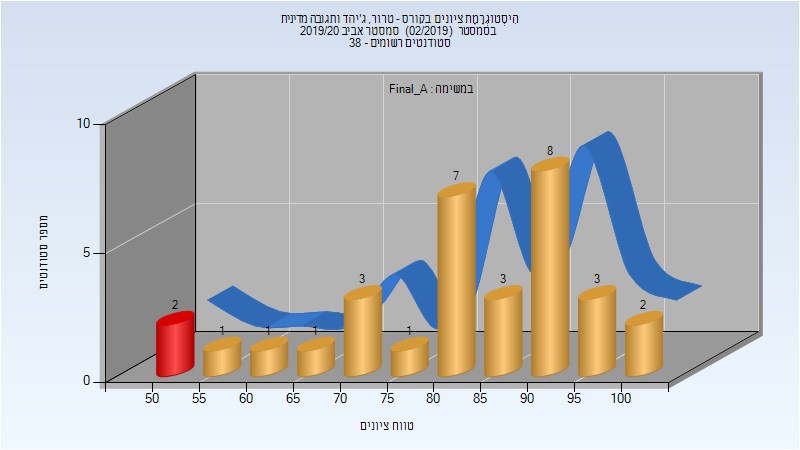 היסטוגרמת ציונים בקורס - טרור, ג'יהד ותגובה מדינית
בסמסטר (02/2019) סמסטר אביב 2019/20
סטודנטים רשומים - 38
במשימה : Final_A
10
5
0
מספר סטודנטים
2
1
1
1
3
1
7
3
8
3
2
50 55 60 65 70 75 80 85 90 95 100
טווח ציונים